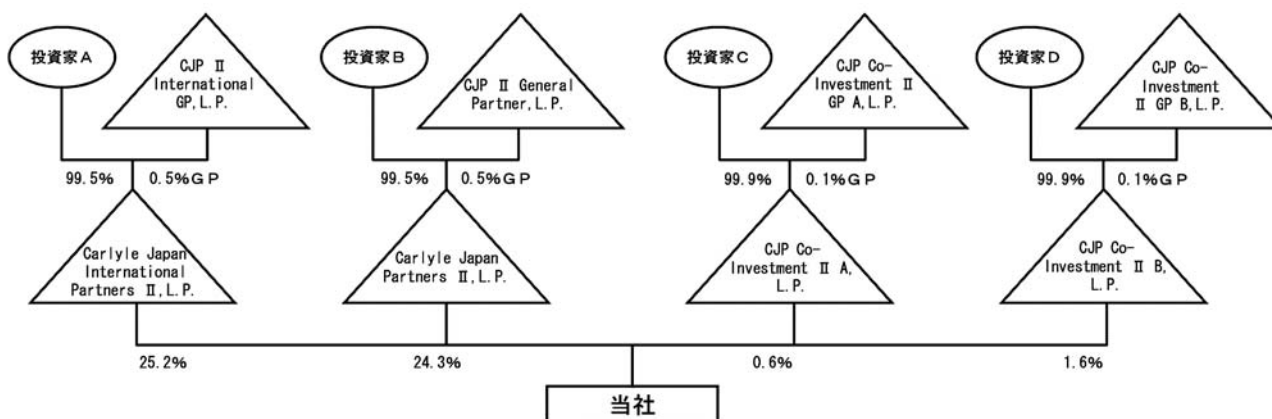 投資家A
CJP Ⅱ
International
GP, L.P.
投資家B
CJP Ⅱ General
Partner, L.P.
投資家C
CJP Co-
Investment Ⅱ
GP A, L.P.
投資家D
CJP Co-
Investment
Ⅱ GP B, L.P.
99.5%
0.5%GP
99.5%
0.5%GP
99.9%
0.1%GP
99.9%
0.1%GP
Carlyle Japan
International
Partners Ⅱ, L.P.
Carlyle Japan
Partners Ⅱ, L.P.
CJP Co-
Investment Ⅱ A,
L.P.
CJP Co-
Investment Ⅱ B,
L.P.
25.2%
24.3%
0.6%
1.6%
当社